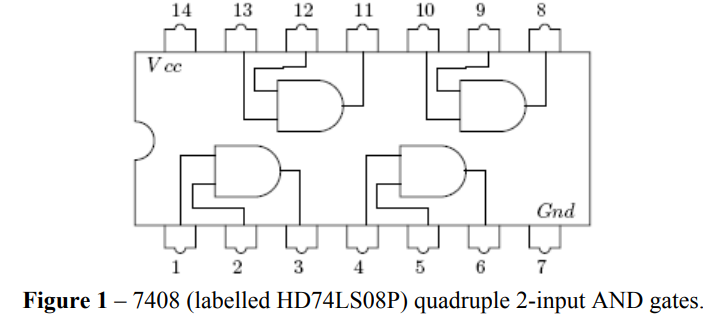 14 13 12 11 10 9 8
Vcc
Gnd
1 2 3 4 5 6 7
Figure 1 – 7408 (labelled HD74LS08P) quadruple 2-input AND gates.